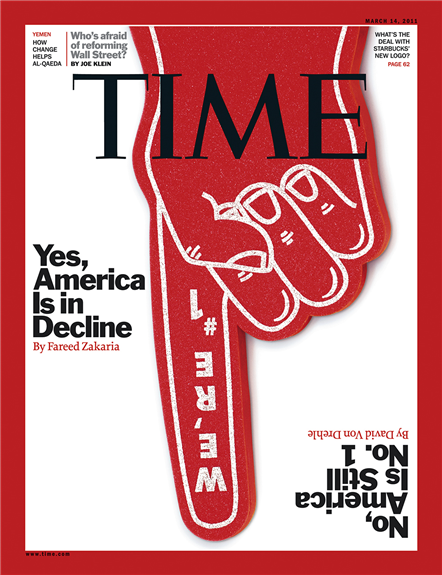 MARCH 14, 2011
YEMEN
HOW
CHANGE
HELPS
AL-QAEDA
Who's afraid
of reforming
Wall Street?
BY JOE KLEIN
WHAT'S THE
DEAL WITH
STARBUCKS'
NEW LOGO?
PAGE 62
TIME
Yes,
America
Is in
Decline
By Fareed Zakaria
WE'RE #1
No,
America
Is Still
No. 1
By David Von Drehle
www.time.com